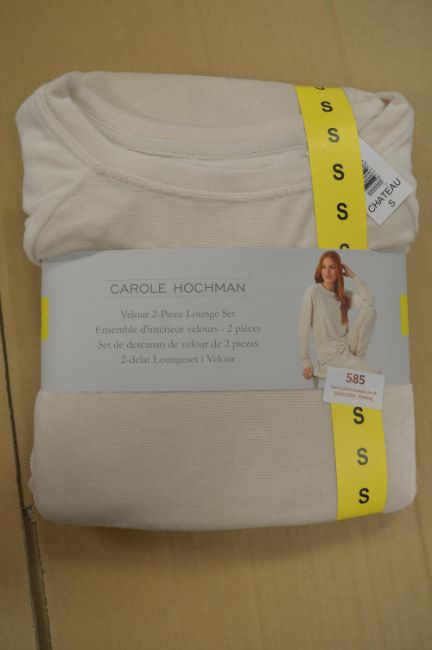 S
S
S
S
S
CHATEAU
S
CAROLE HOCHMAN
Velour 2-Piece Lounge Set
Ensemble d'intérieur velours - 2 pièces
Set de descanso de velour de 2 piezas
2-delat Loungeset i Velour
585
S
S
S